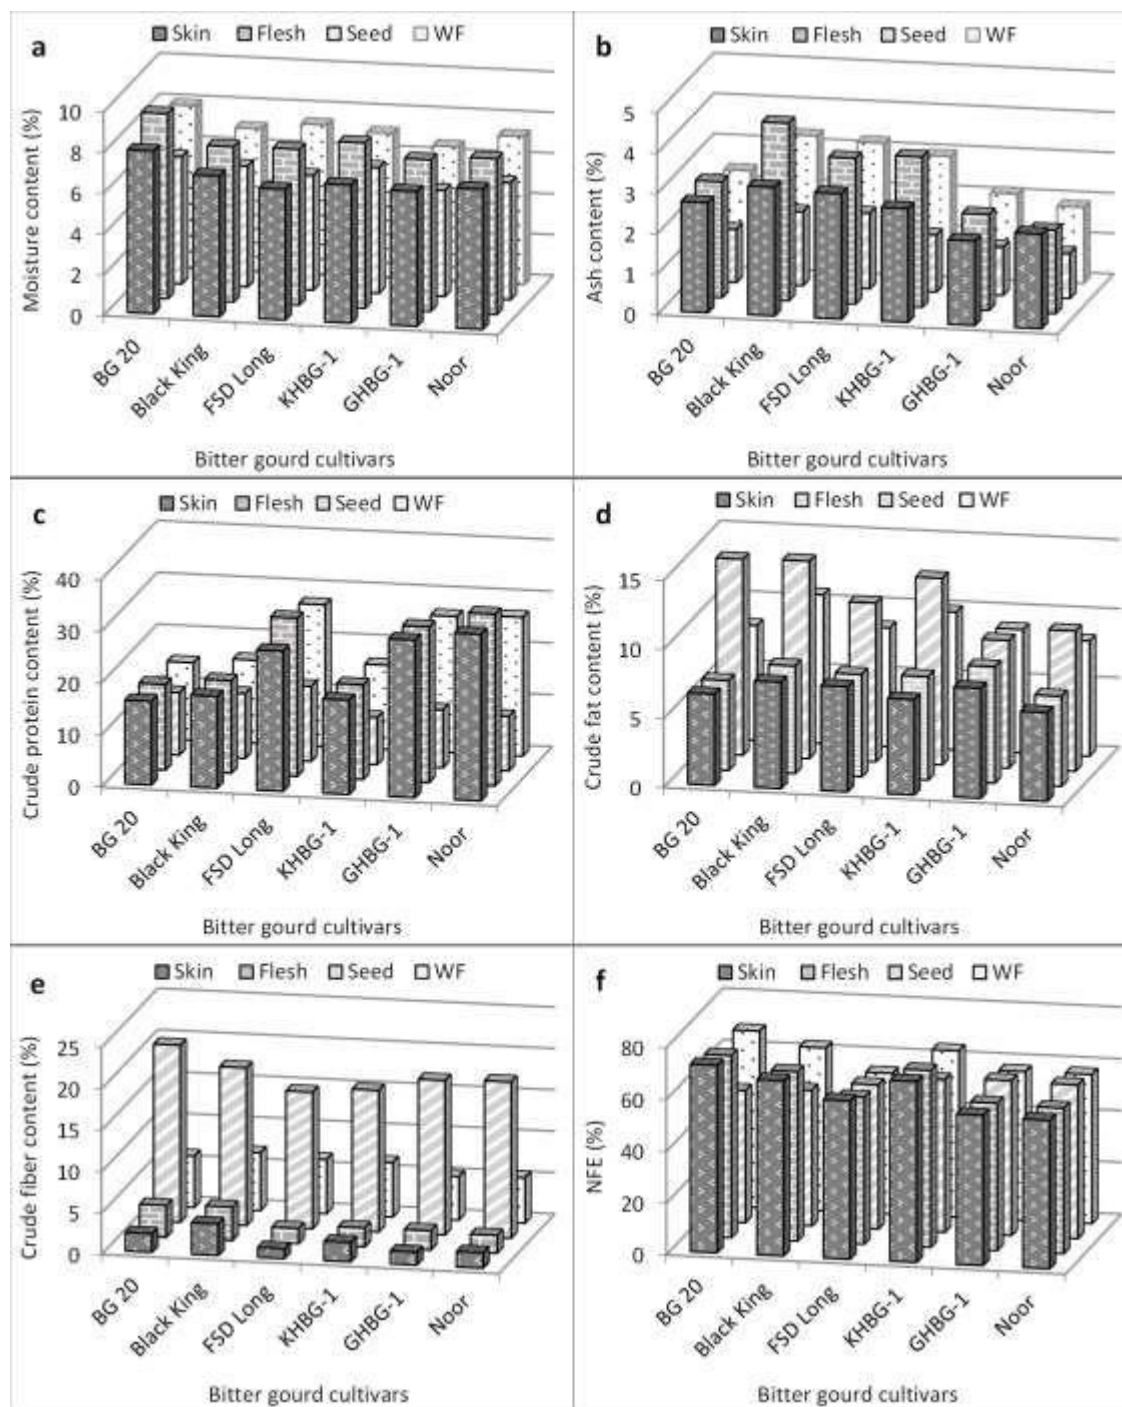 a
Skin Flesh Seed WF
Moisture content (%)
10
8
6
4
2
0
BG 20
Black King
FSD Long
KHBG-1
GHBG-1
Noor
Bitter gourd cultivars
b
Skin Flesh Seed WF
Ash content (%)
5
4
3
2
1
0
BG 20
Black King
FSD Long
KHBG-1
GHBG-1
Noor
Bitter gourd cultivars
c
Skin Flesh Seed WF
Crude protein content (%)
40
30
20
10
0
BG 20
Black King
FSD Long
KHBG-1
GHBG-1
Noor
Bitter gourd cultivars
d
Skin Flesh Seed WF
Crude fat content (%)
15
10
5
0
BG 20
Black King
FSD Long
KHBG-1
GHBG-1
Noor
Bitter gourd cultivars
e
Skin Flesh Seed WF
Crude fiber content (%)
25
20
15
10
5
0
BG 20
Black King
FSD Long
KHBG-1
GHBG-1
Noor
Bitter gourd cultivars
f
Skin Flesh Seed WF
NFE (%)
80
60
40
20
0
BG 20
Black King
FSD Long
KHBG-1
GHBG-1
Noor
Bitter gourd cultivars